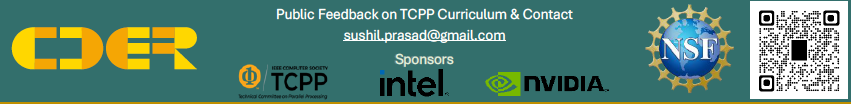 CDER
Public Feedback on TCPP Curriculum & Contact
sushil.prasad@gmail.com
Sponsors
IEEE COMPUTER SOCIETY
TCPP
Technical Committee on Parallel Processing
intel
NVIDIA.
NSF